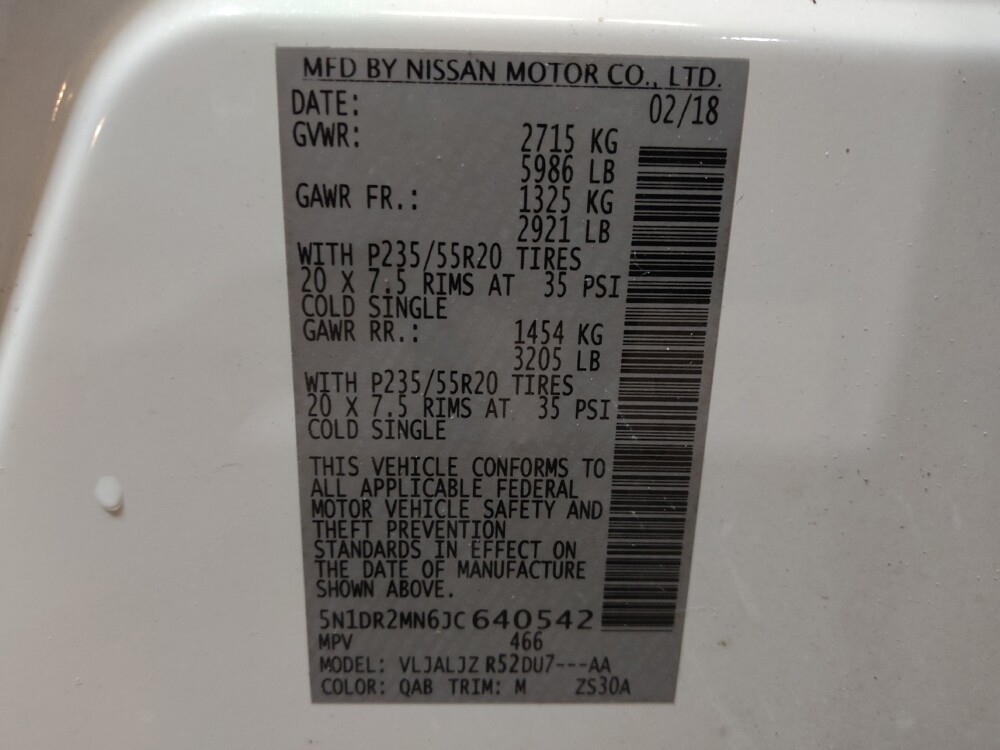 MFD BY NISSAN MOTOR CO., LTD.
DATE: 02/18
GVWR: 2715 KG
5986 LB
GAWR FR.: 1325 KG
2921 LB
WITH P235/55R20 TIRES
20 X 7.5 RIMS AT 35 PSI
COLD SINGLE
GAWR RR.: 1454 KG
3205 LB
WITH P235/55R20 TIRES
20 X 7.5 RIMS AT 35 PSI
COLD SINGLE
THIS VEHICLE CONFORMS TO
ALL APPLICABLE FEDERAL
MOTOR VEHICLE SAFETY AND
THEFT PREVENTION
STANDARDS IN EFFECT ON
THE DATE OF MANUFACTURE
SHOWN ABOVE.
5N1DR2MN6JC640542
MPV 466
MODEL: VLJALJZ R52DU7---AA
COLOR: QAB TRIM: M ZS30A